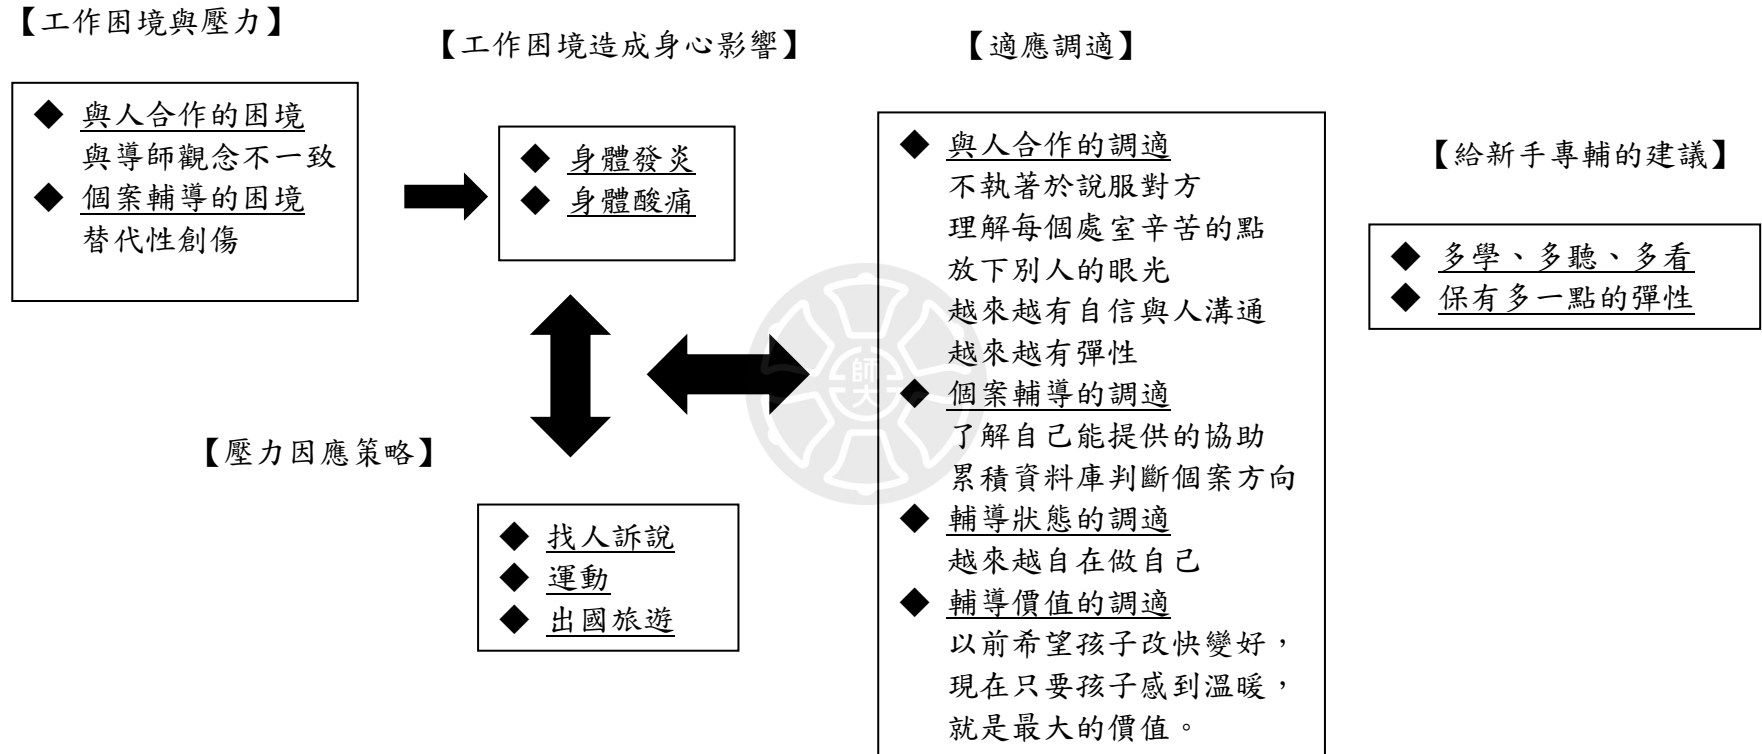 【工作困境與壓力】
◆ 與人合作的困境
與導師觀念不一致
◆ 個案輔導的困境
替代性創傷
【工作困境造成身心影響】
◆ 身體發炎
◆ 身體酸痛
【壓力因應策略】
◆ 找人訴說
◆ 運動
◆ 出國旅遊
【適應調適】
◆ 與人合作的調適
不執著於說服對方
理解每個處室辛苦的點
放下別人的眼光
越來越有自信與人溝通
越來越有彈性
◆ 個案輔導的調適
了解自己能提供的協助
累積資料庫判斷個案方向
◆ 輔導狀態的調適
越來越自在做自己
◆ 輔導價值的調適
以前希望孩子改快變好，
現在只要孩子感到溫暖，
就是最大的價值。
【給新手專輔的建議】
◆ 多學、多聽、多看
◆ 保有多一點的彈性
師大